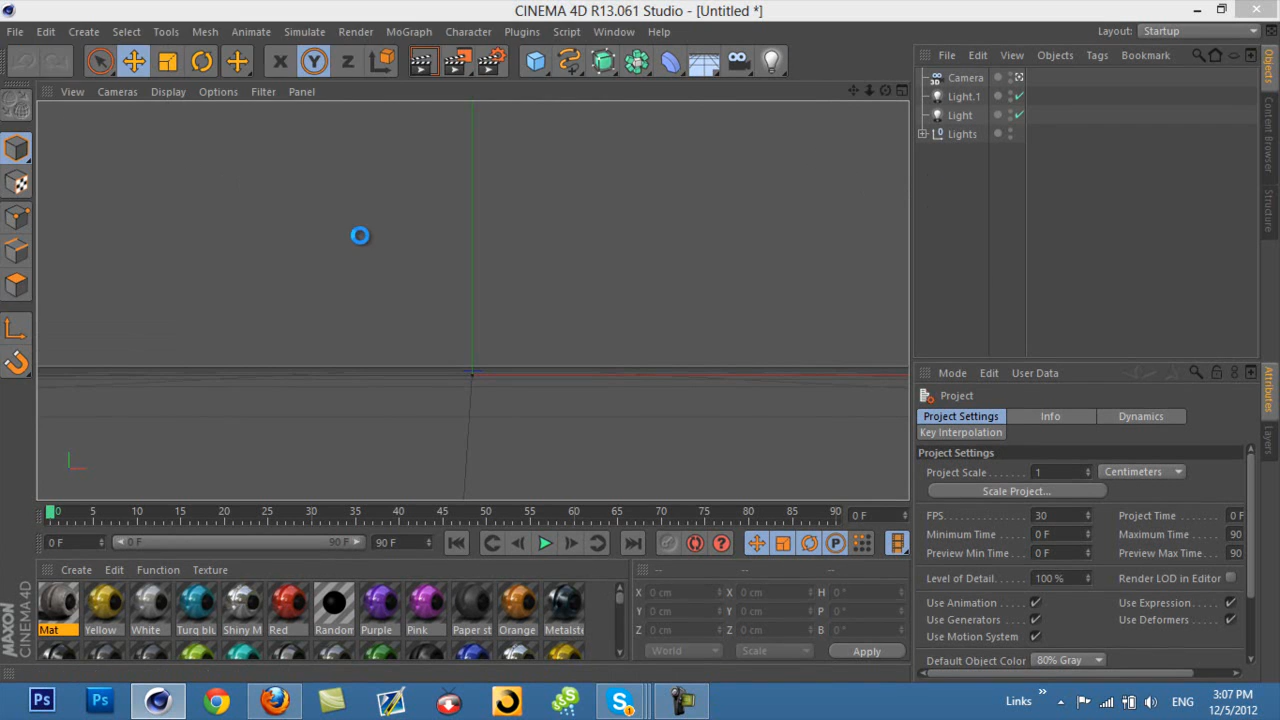 CINEMA 4D R13.061 Studio - [Untitled *]
File Edit Create Select Tools Mesh Animate Simulate Render MoGraph Character Plugins Script Window Help
Layout: Startup
X Y Z
File Edit View Objects Tags Bookmark
View Cameras Display Options Filter Panel
Camera
Light.1
Light
Lights
Objects
Content Browser
Structure
Mode Edit User Data
Project
Project Settings Info Dynamics
Key Interpolation
Attributes
Layers
Project Settings
Project Scale 1 Centimeters
Scale Project...
FPS 30 Project Time 0 F
Minimum Time 0 F Maximum Time 90
Preview Min Time 0 F Preview Max Time 90
Level of Detail 100 % Render LOD in Editor
Use Animation Use Expression
Use Generators Use Deformers
Use Motion System
Default Object Color 80% Gray
0 5 10 15 20 25 30 35 40 45 50 55 60 65 70 75 80 85 90 0 F
0 F 0 F 90 F 90 F
Create Edit Function Texture
Mat Yellow White Turq blu Shiny M Red Random Purple Pink Paper st Orange Metalste
-- -- --
X 0 cm X 0 cm H 0 °
Y 0 cm Y 0 cm P 0 °
Z 0 cm Z 0 cm B 0 °
World Scale Apply
MAXON CINEMA 4D
Ps Ps
Links ENG 3:07 PM
12/5/2012